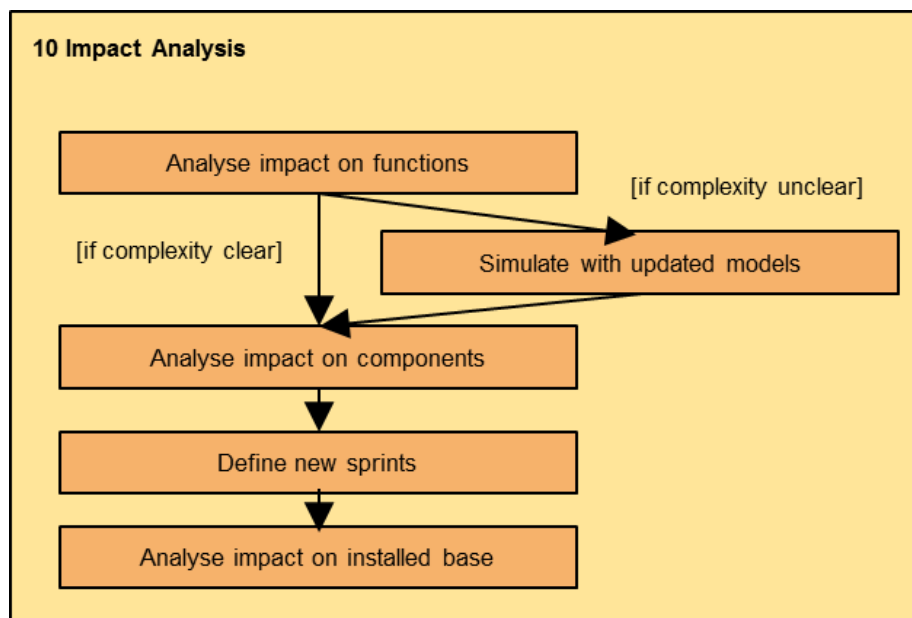 10 Impact Analysis
Analyse impact on functions
[if complexity unclear]
[if complexity clear]
Simulate with updated models
Analyse impact on components
Define new sprints
Analyse impact on installed base